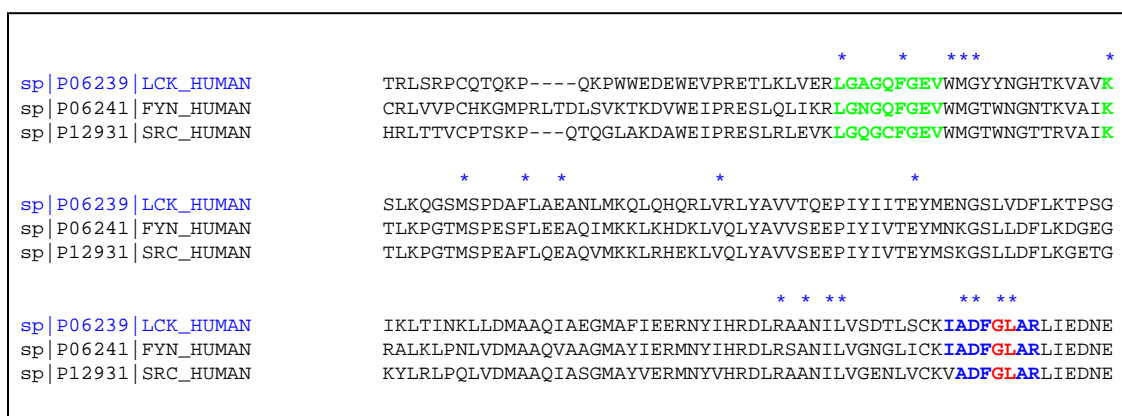 * * *** *
sp|P06239|LCK_HUMAN TRLSRPCQTQKP----QKPWWEDEWEVPRETLKLVERLGAGQFGEVWMGYYNGHTKVAVK
sp|P06241|FYN_HUMAN CRLVVPCHKGMPRLTDLSVKTKDVWEIPRESLQLIKRLGNGQFGEVWMGTWNGNTKVAIK
sp|P12931|SRC_HUMAN HRLTTVCPTSKP---QTQGLAKDAWEIPRESLRLEVKLGQGCFGEVWMGTWNGTTRVAIK
* * * * *
sp|P06239|LCK_HUMAN SLKQGSMSPDAFLAEANLMKQLQHQRLVRLYAVVTQEPIYIITEYMENGSLVDFLKTPSG
sp|P06241|FYN_HUMAN TLKPGTMSPESFLEEAQIMKKLKHDKLVQLYAVVSEEPIYIVTEYMNKGSLLDFLKDGEG
sp|P12931|SRC_HUMAN TLKPGTMSPEAFLQEAQVMKKLRHEKLVQLYAVVSEEPIYIVTEYMSKGSLLDFLKGETG
* * ** ** **
sp|P06239|LCK_HUMAN IKLTINKLLDMAAQIAEGMAFIEERNYIHRDLRAANILVSDTLSCKIADFGLARLIEDNE
sp|P06241|FYN_HUMAN RALKLPNLVDMAAQVAAGMAYIERMNYIHRDLRSANILVGNGLICKIADFGLARLIEDNE
sp|P12931|SRC_HUMAN KYLRLPQLVDMAAQIASGMAYVERMNYVHRDLRAANILVGENLVCKVADFGLARLIEDNE